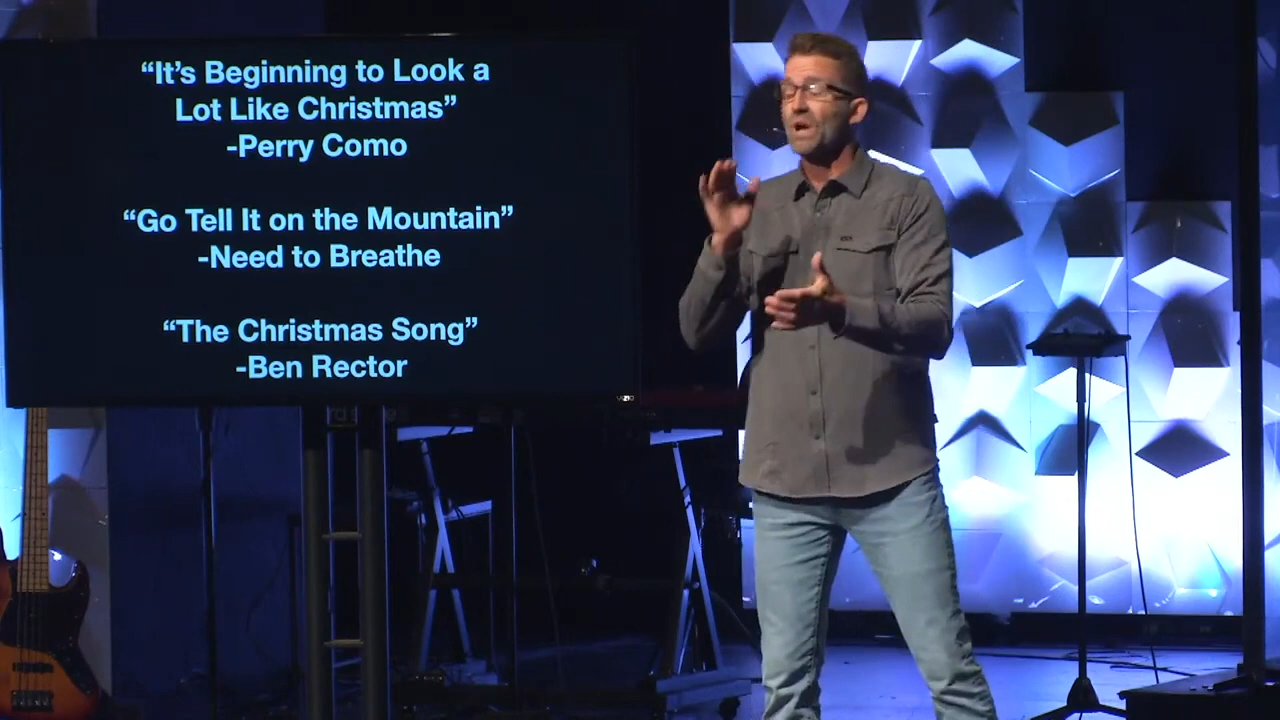 “It’s Beginning to Look a
Lot Like Christmas”
-Perry Como
“Go Tell It on the Mountain”
-Need to Breathe
“The Christmas Song”
-Ben Rector
VIZIO